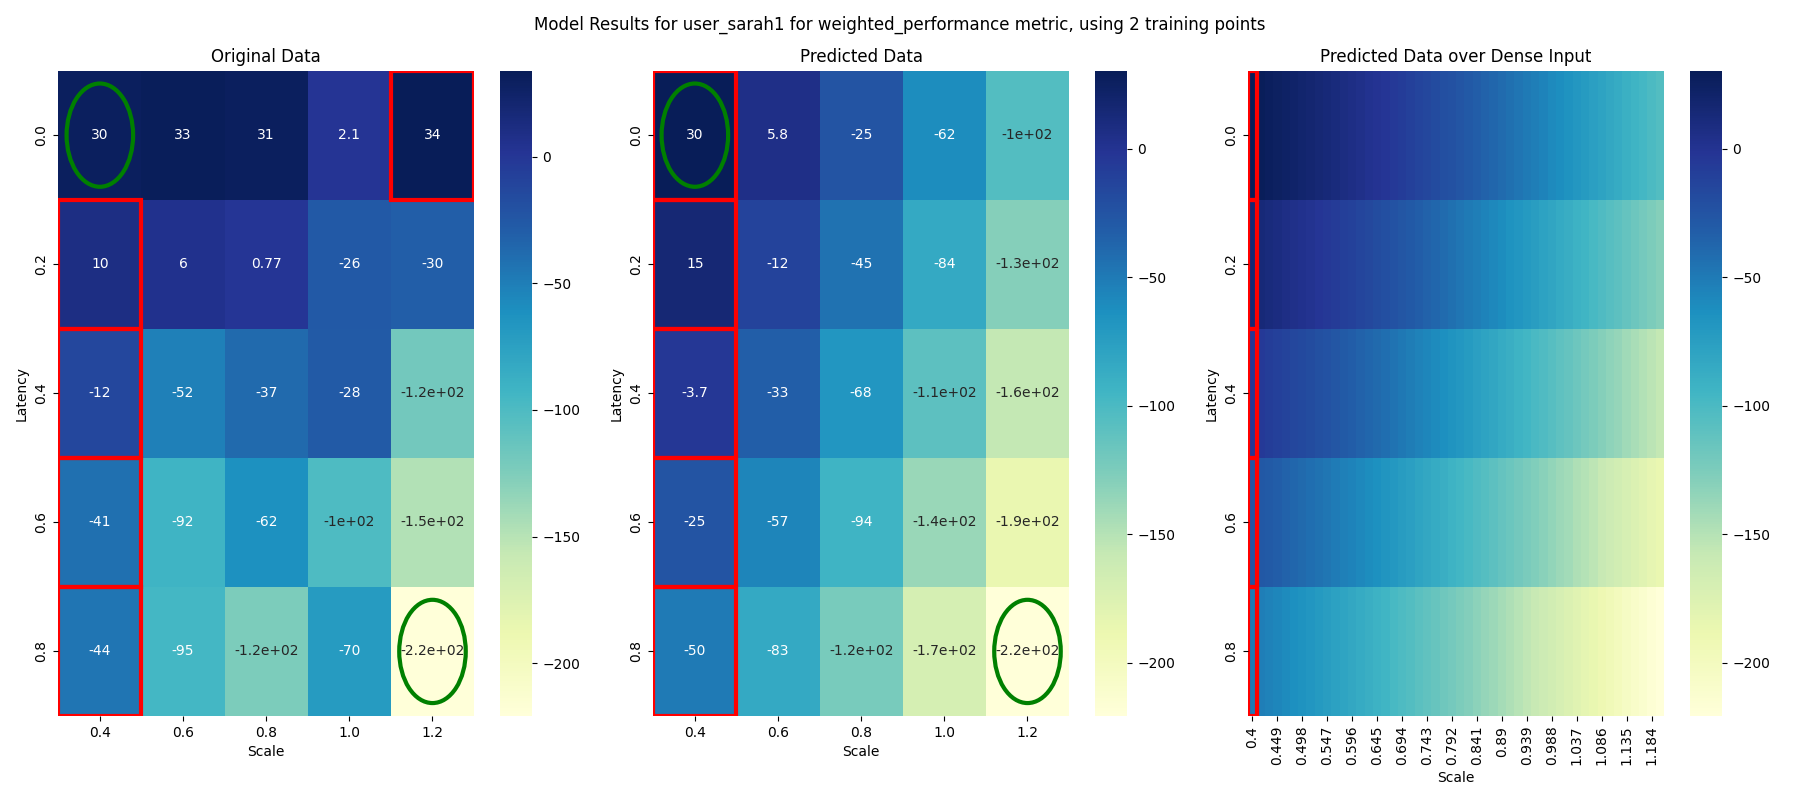 Model Results for user_sarah1 for weighted_performance metric, using 2 training points
Original Data
Latency
0.0
0.2
0.4
0.6
0.8
30 33 31 2.1 34
10 6 0.77 -26 -30
-12 -52 -37 -28 -1.2e+02
-41 -92 -62 -1e+02 -1.5e+02
-44 -95 -1.2e+02 -70 -2.2e+02
0.4 0.6 0.8 1.0 1.2
Scale
0
−50
−100
−150
−200
Predicted Data
Latency
0.0
0.2
0.4
0.6
0.8
30 5.8 -25 -62 -1e+02
15 -12 -45 -84 -1.3e+02
-3.7 -33 -68 -1.1e+02 -1.6e+02
-25 -57 -94 -1.4e+02 -1.9e+02
-50 -83 -1.2e+02 -1.7e+02 -2.2e+02
0.4 0.6 0.8 1.0 1.2
Scale
0
−50
−100
−150
−200
Predicted Data over Dense Input
Latency
0.0
0.2
0.4
0.6
0.8
0.4 0.449 0.498 0.547 0.596 0.645 0.694 0.743 0.792 0.841 0.89 0.939 0.988 1.037 1.086 1.135 1.184
Scale
0
−50
−100
−150
−200